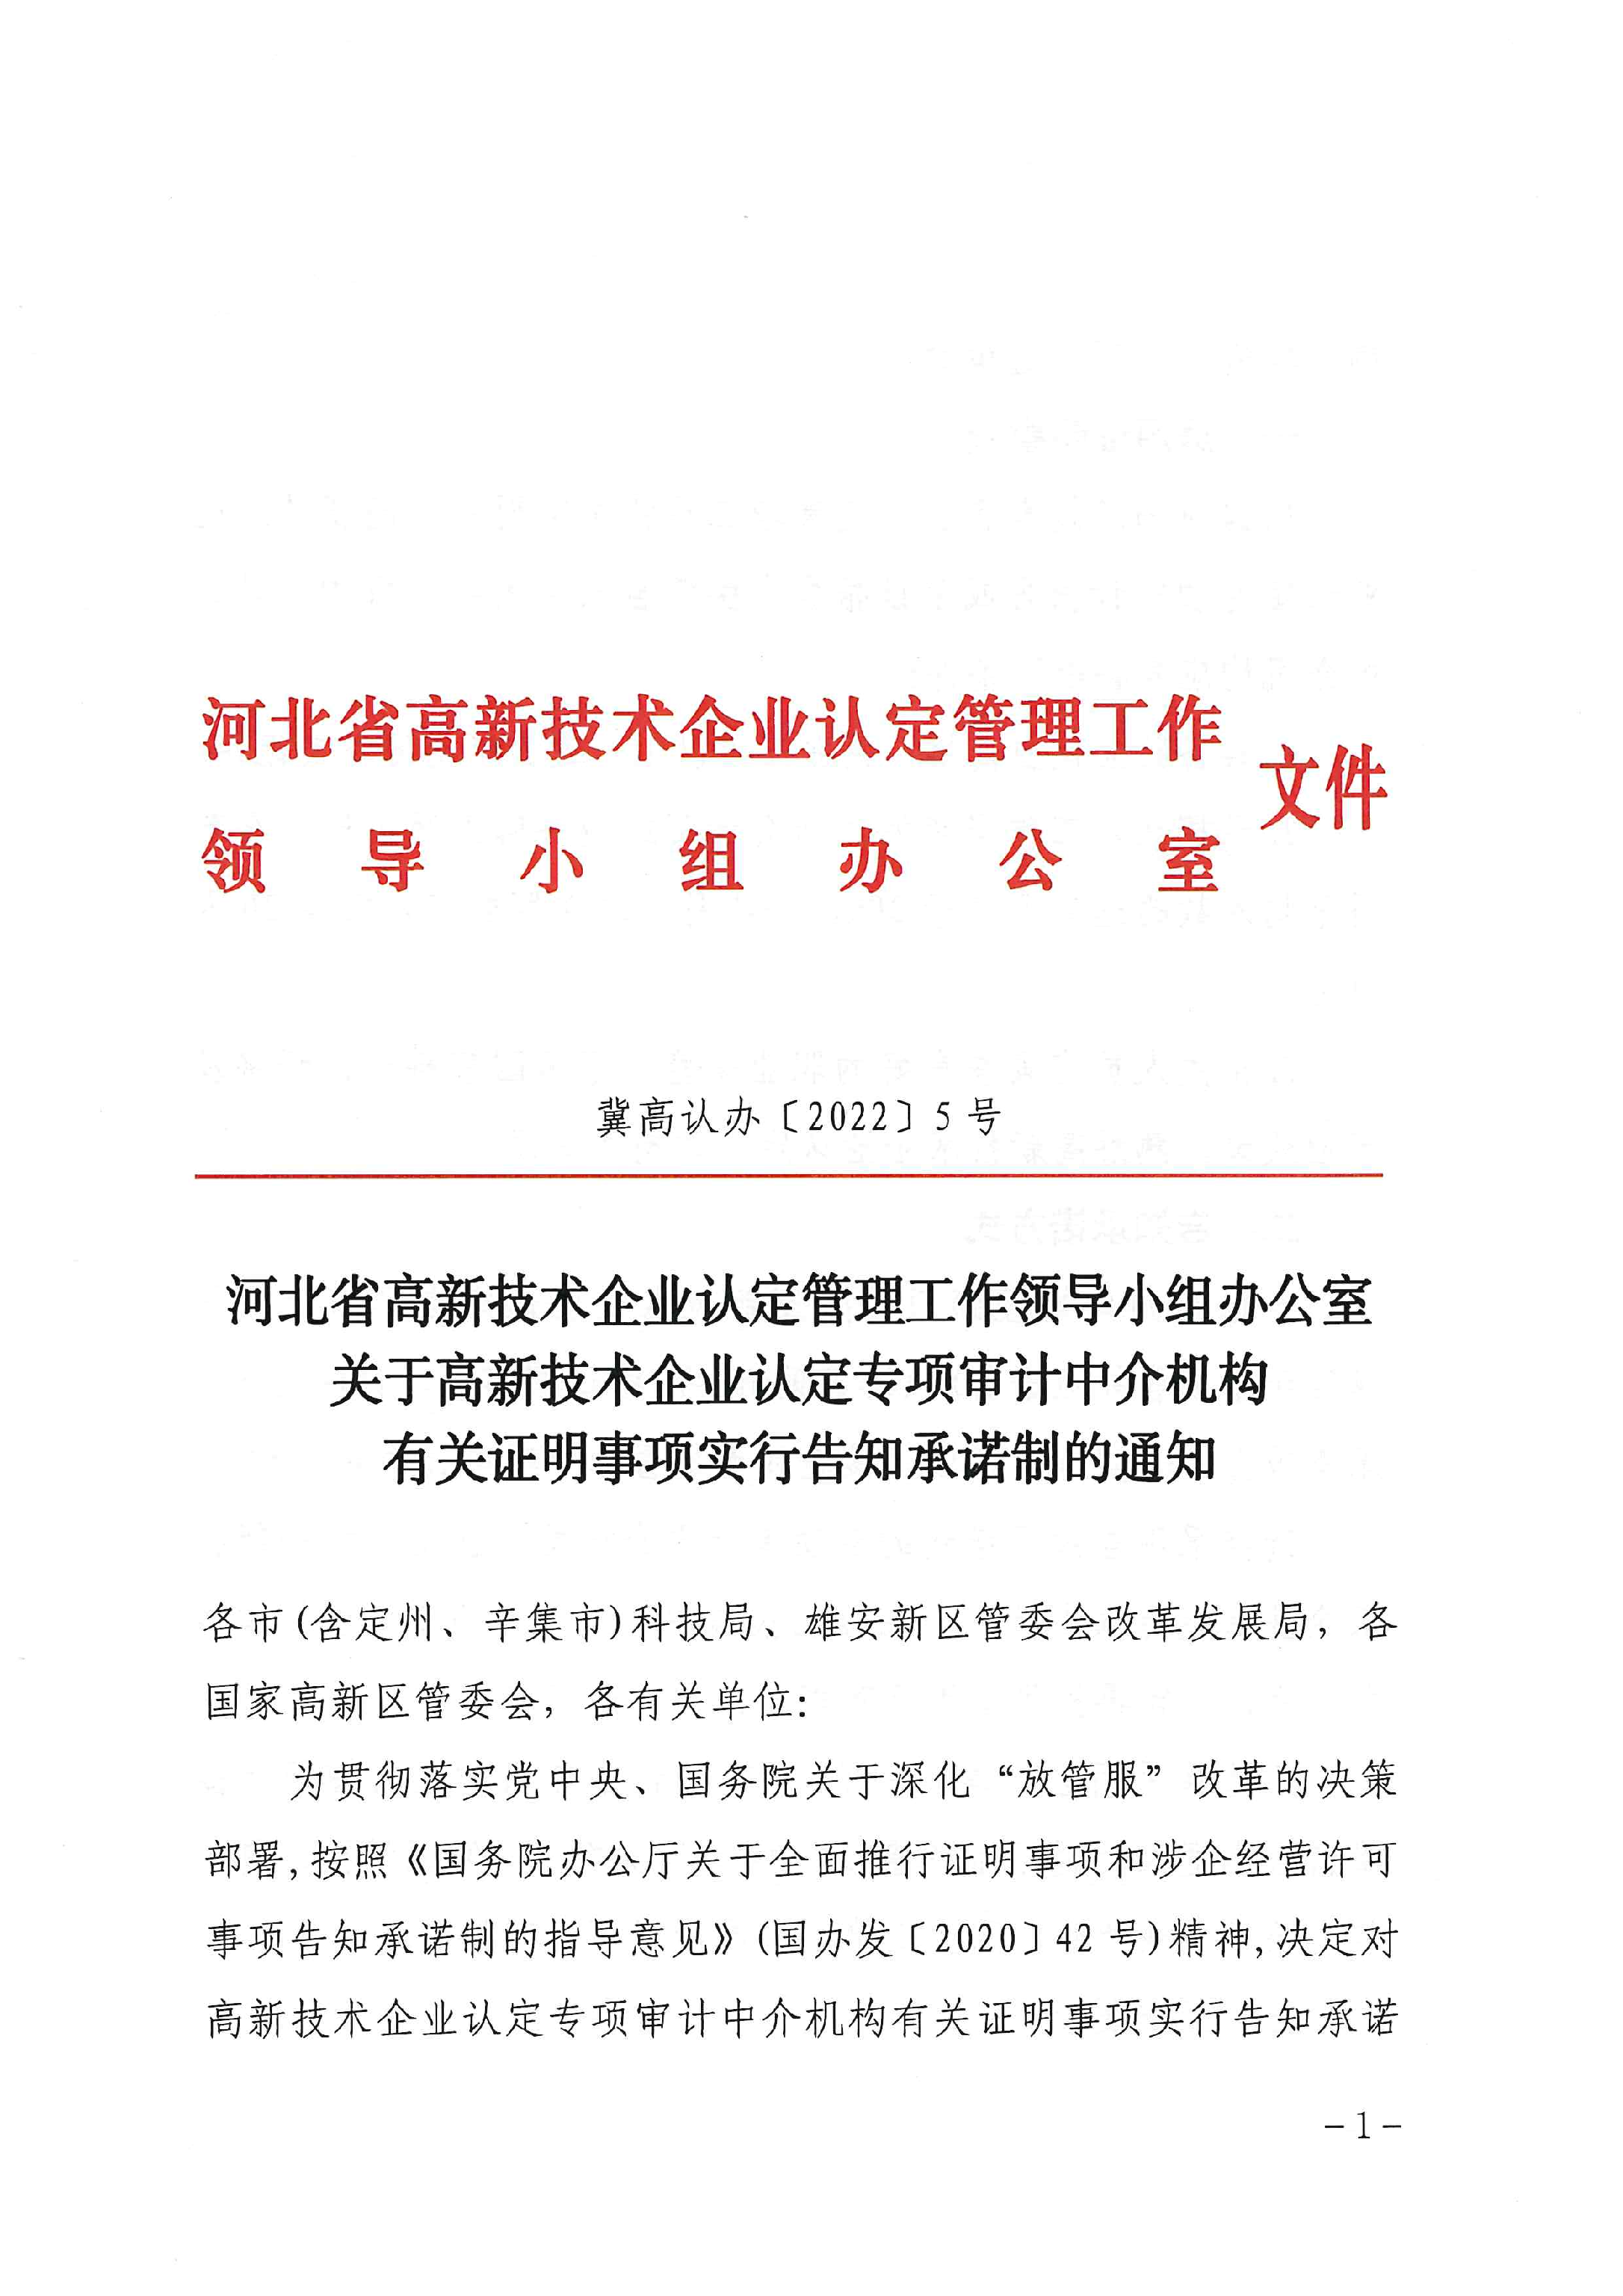 河北省高新技术企业认定管理工作
领导小组办公室
文件
冀高认办〔2022〕5号
河北省高新技术企业认定管理工作领导小组办公室
关于高新技术企业认定专项审计中介机构
有关证明事项实行告知承诺制的通知
各市(含定州、辛集市)科技局、雄安新区管委会改革发展局，各
国家高新区管委会，各有关单位：
为贯彻落实党中央、国务院关于深化“放管服”改革的决策
部署,按照《国务院办公厅关于全面推行证明事项和涉企经营许可
事项告知承诺制的指导意见》(国办发〔2020〕42号)精神,决定对
高新技术企业认定专项审计中介机构有关证明事项实行告知承诺
－1－